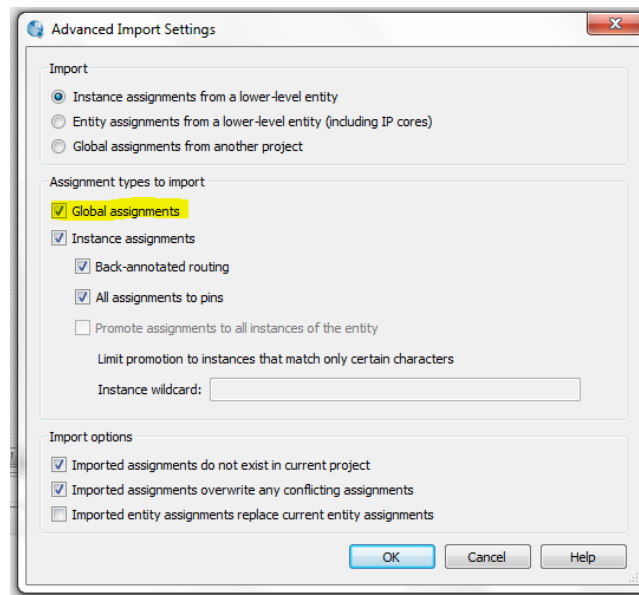 Advanced Import Settings
Import
Instance assignments from a lower-level entity
Entity assignments from a lower-level entity (including IP cores)
Global assignments from another project
Assignment types to import
Global assignments
Instance assignments
Back-annotated routing
All assignments to pins
Promote assignments to all instances of the entity
Limit promotion to instances that match only certain characters
Instance wildcard:
Import options
Imported assignments do not exist in current project
Imported assignments overwrite any conflicting assignments
Imported entity assignments replace current entity assignments
OK Cancel Help